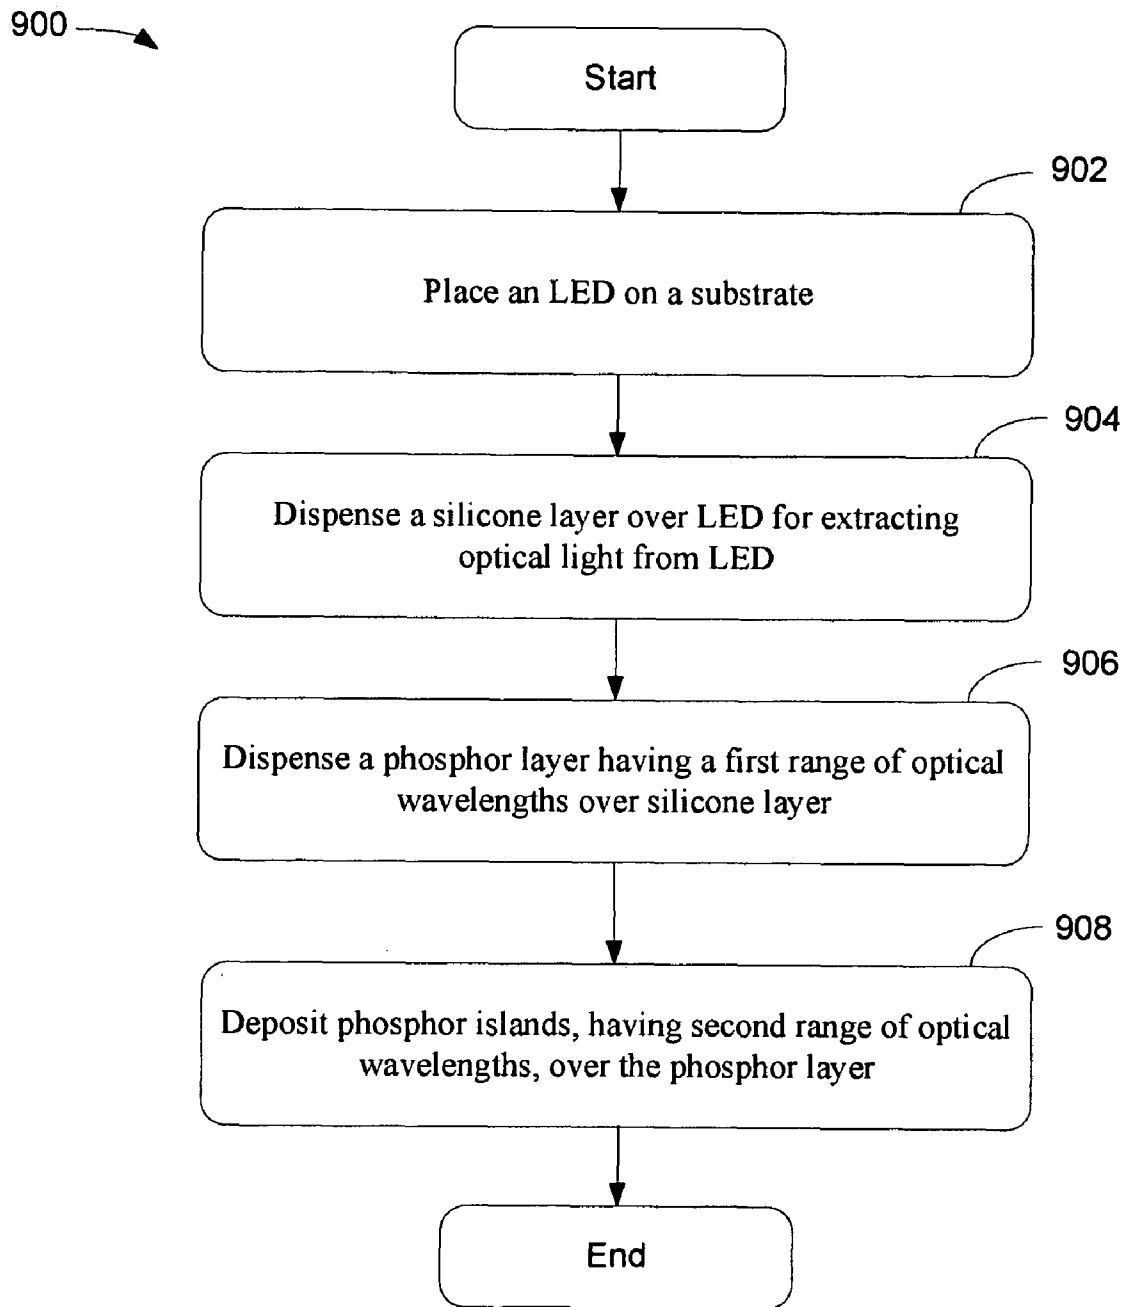 900
Start
902
Place an LED on a substrate
904
Dispense a silicone layer over LED for extracting
optical light from LED
906
Dispense a phosphor layer having a first range of optical
wavelengths over silicone layer
908
Deposit phosphor islands, having second range of optical
wavelengths, over the phosphor layer
End